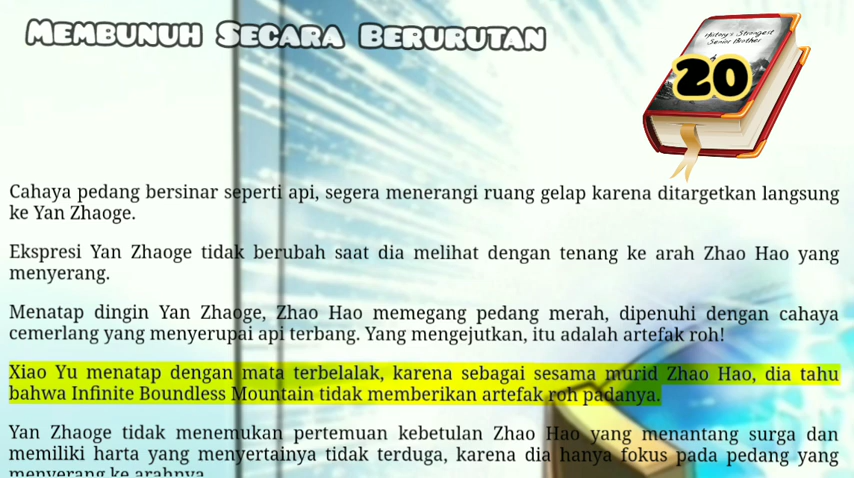 Membunuh Secara Berurutan
History's Strongest
Senior Brother
20
Cahaya pedang bersinar seperti api, segera menerangi ruang gelap karena ditargetkan langsung
ke Yan Zhaoge.
Ekspresi Yan Zhaoge tidak berubah saat dia melihat dengan tenang ke arah Zhao Hao yang
menyerang.
Menatap dingin Yan Zhaoge, Zhao Hao memegang pedang merah, dipenuhi dengan cahaya
cemerlang yang menyerupai api terbang. Yang mengejutkan, itu adalah artefak roh!
Xiao Yu menatap dengan mata terbelalak, karena sebagai sesama murid Zhao Hao, dia tahu
bahwa Infinite Boundless Mountain tidak memberikan artefak roh padanya.
Yan Zhaoge tidak menemukan pertemuan kebetulan Zhao Hao yang menantang surga dan
memiliki harta yang menyertainya tidak terduga, karena dia hanya fokus pada pedang yang
menyerang ke arahnya.